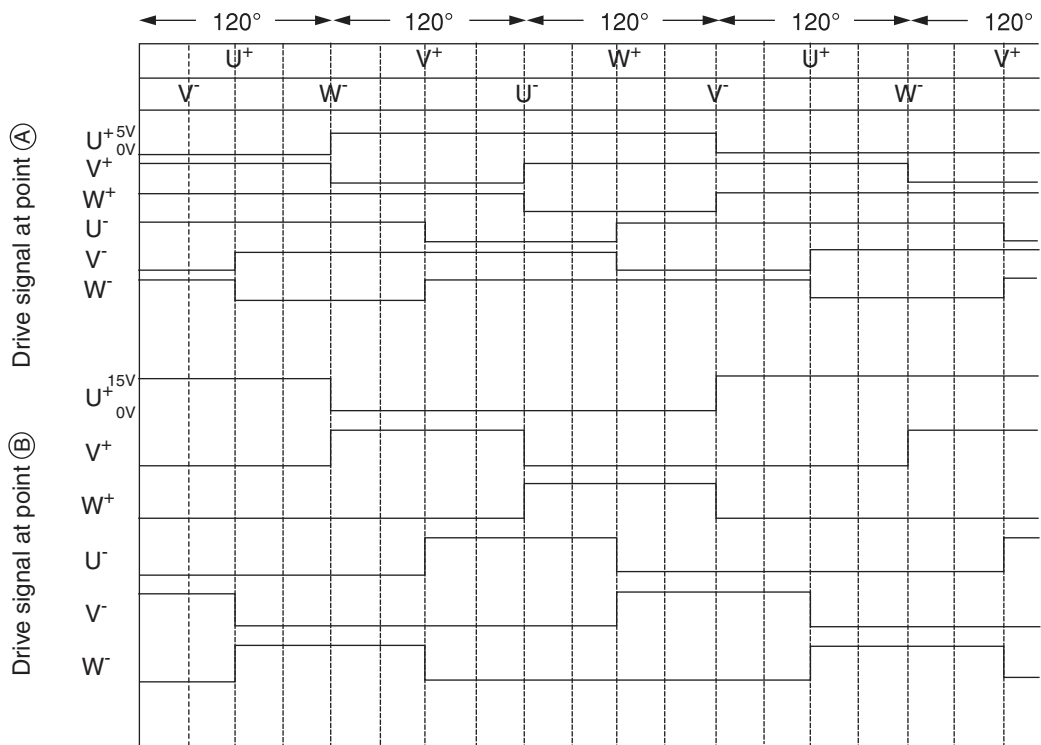 120° 120° 120° 120° 120°
U⁺ V⁺ W⁺ U⁺ V⁺
V⁻ W⁻ U⁻ V⁻ W⁻
Drive signal at point Ⓐ
U⁺ 5V
0V
V⁺
W⁺
U⁻
V⁻
W⁻
Drive signal at point Ⓑ
U⁺ 15V
0V
V⁺
W⁺
U⁻
V⁻
W⁻